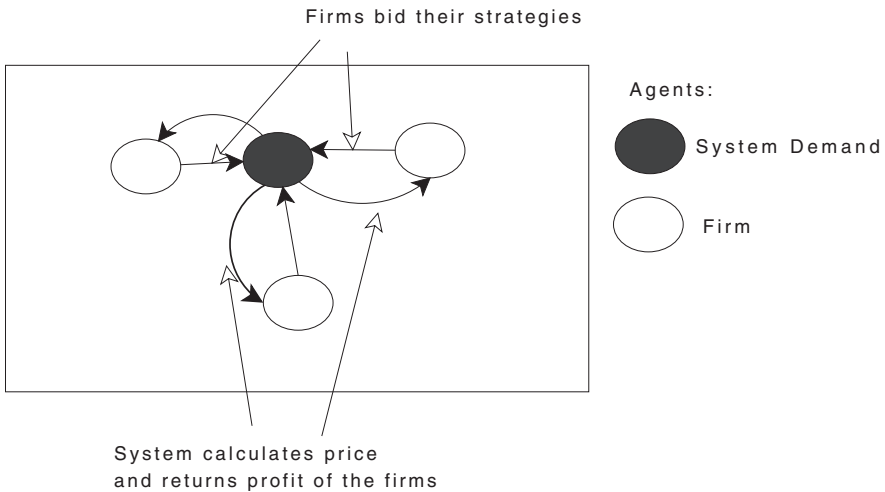 Firms bid their strategies
Agents:
System Demand
Firm
System calculates price
and returns profit of the firms